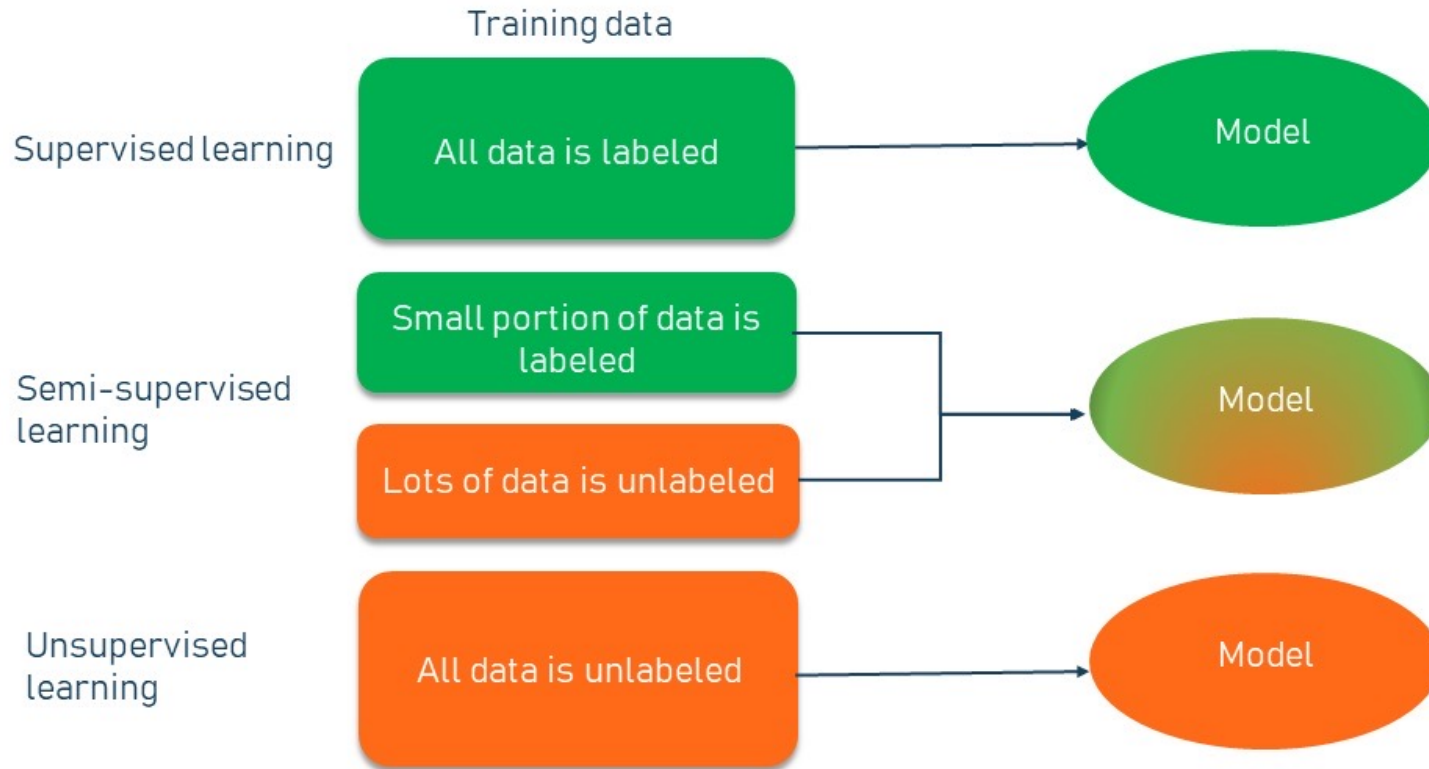 Training data
Supervised learning
All data is labeled
Model
Semi-supervised
learning
Small portion of data is
labeled
Lots of data is unlabeled
Model
Unsupervised
learning
All data is unlabeled
Model